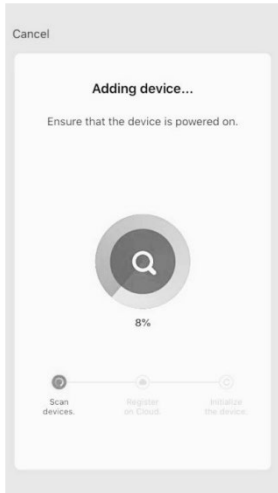 Cancel
Adding device...
Ensure that the device is powered on.
8%
Scan
devices.
Register
on Cloud.
Initialize
the device.